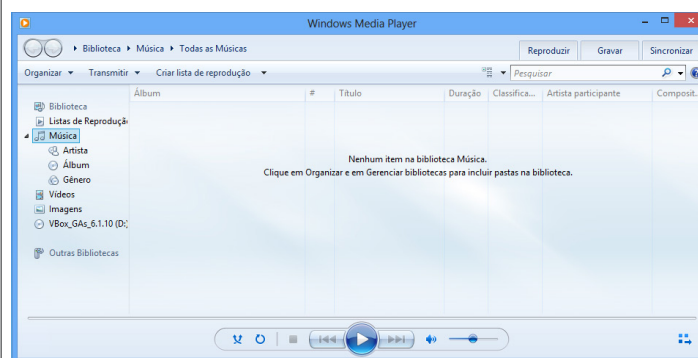 Windows Media Player
Biblioteca ▸ Música ▸ Todas as Músicas
Reproduzir Gravar Sincronizar
Organizar Transmitir Criar lista de reprodução Pesquisar
Álbum # Título Duração Classifica... Artista participante Composit..
Biblioteca
Listas de Reproduçã
Música
Artista
Álbum
Gênero
Vídeos
Imagens
VBox_GAs_6.1.10 (D:)
Outras Bibliotecas
Nenhum item na biblioteca Música.
Clique em Organizar e em Gerenciar bibliotecas para incluir pastas na biblioteca.